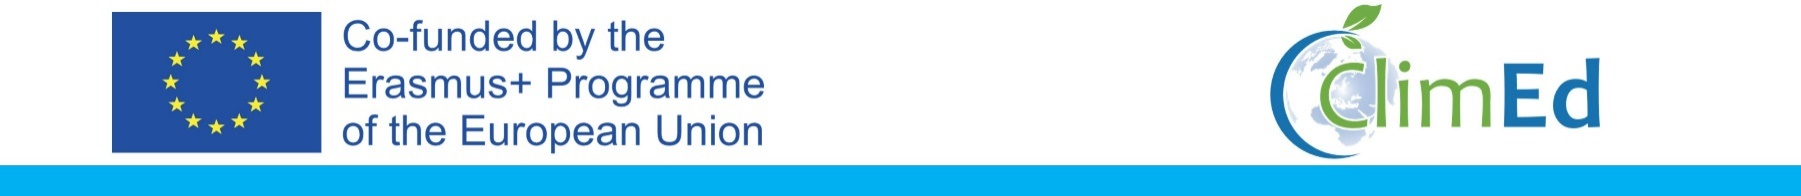 Co-funded by the
Erasmus+ Programme
of the European Union
ClimEd